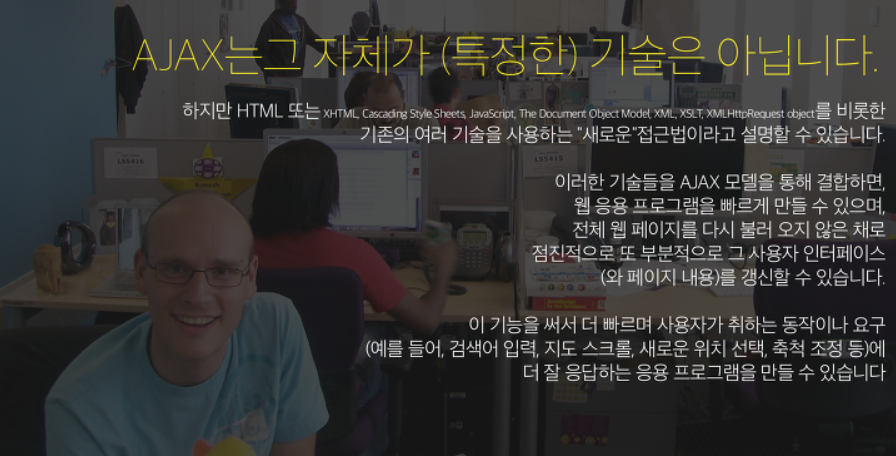 AJAX는그 자체가 (특정한) 기술은 아닙니다.
하지만 HTML 또는 XHTML, Cascading Style Sheets, JavaScript, The Document Object Model, XML, XSLT, XMLHttpRequest object를 비롯한
기존의 여러 기술을 사용하는 "새로운"접근법이라고 설명할 수 있습니다.
이러한 기술들을 AJAX 모델을 통해 결합하면,
웹 응용 프로그램을 빠르게 만들 수 있으며,
전체 웹 페이지를 다시 불러 오지 않은 채로
점진적으로 또 부분적으로 그 사용자 인터페이스
(와 페이지 내용)를 갱신할 수 있습니다.
이 기능을 써서 더 빠르며 사용자가 취하는 동작이나 요구
(예를 들어, 검색어 입력, 지도 스크롤, 새로운 위치 선택, 축척 조정 등)에
더 잘 응답하는 응용 프로그램을 만들 수 있습니다